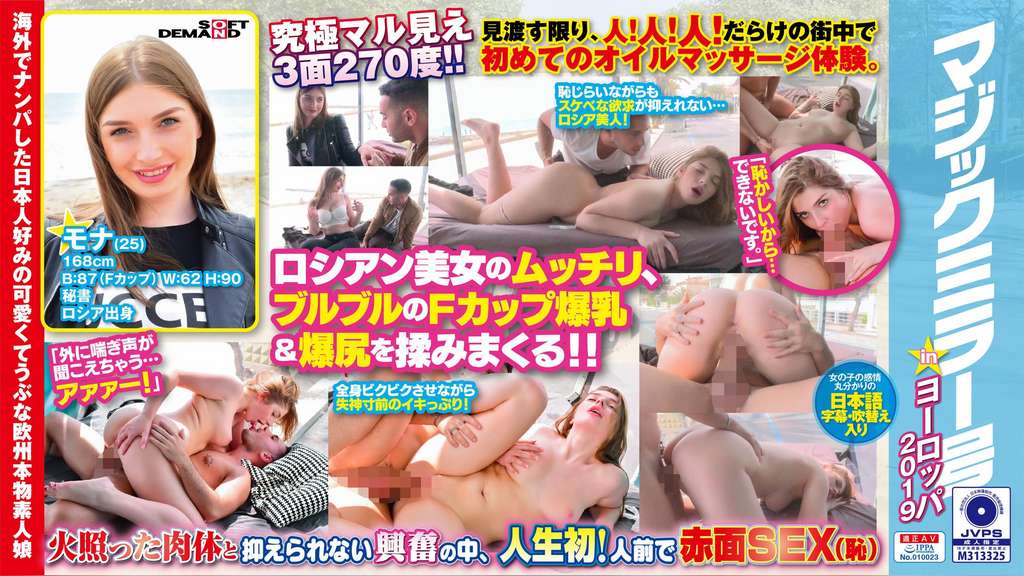 海外でナンパした日本人好みの可愛くてうぶな欧州本物素人娘
SOFT
ON
DEMAND
モナ(25)
168cm
B:87(Fカップ) W:62 H:90
秘書
ロシア出身
究極マル見え
3面270度!!
見渡す限り、人!人!人!だらけの街中で
初めてのオイルマッサージ体験。
恥じらいながらも
スケベな欲求が抑えれない…
ロシア美人!
「恥かしいから…
できないです。」
ロシアン美女のムッチリ、
ブルブルのFカップ爆乳
&爆尻を揉みまくる!!
「外に喘ぎ声が
聞こえちゃう…
アァァー!」
全身ビクビクさせながら
失神寸前のイキっぷり!
女の子の感情
丸分かりの
日本語
字幕・吹替え
入り
火照った肉体と抑えられない興奮の中、人生初!人前で赤面SEX(恥)
マジックミラー号
in
ヨーロッパ
2019
適正AV
IPPA
No.010023
JVPS
成人指定
M313325